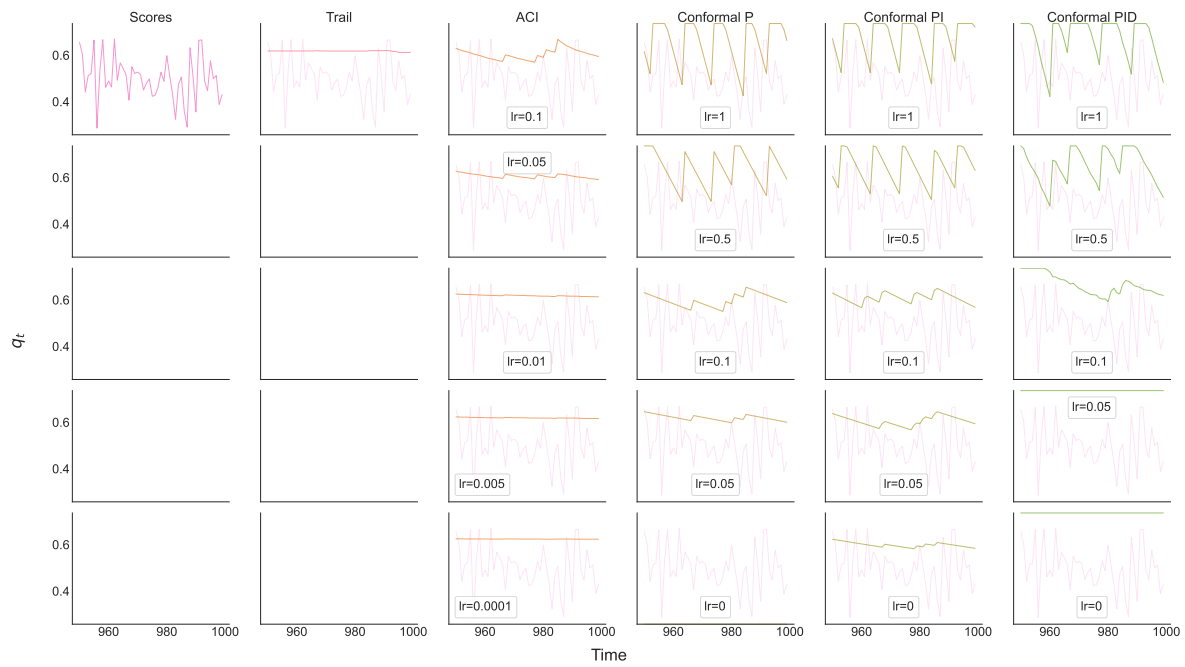 Scores Trail ACI Conformal P Conformal PI Conformal PID
0.6
0.4
lr=0.1 lr=1 lr=1 lr=1
0.6
0.4
lr=0.05 lr=0.5 lr=0.5 lr=0.5
0.6
0.4
lr=0.01 lr=0.1 lr=0.1 lr=0.1
0.6
0.4
lr=0.005 lr=0.05 lr=0.05 lr=0.05
0.6
0.4
lr=0.0001 lr=0 lr=0 lr=0
960 980 1000 960 980 1000 960 980 1000 960 980 1000 960 980 1000 960 980 1000
qt
Time